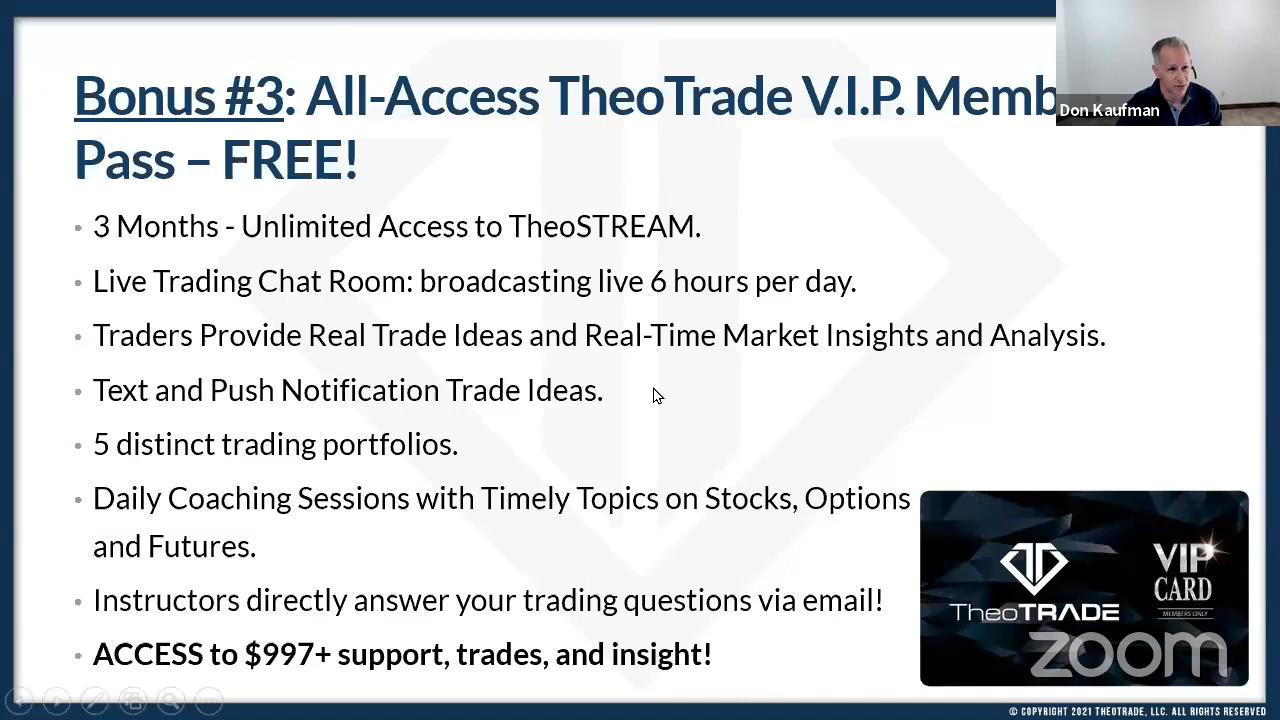 Bonus #3: All-Access TheoTrade V.I.P. Memb
Don Kaufman
Pass – FREE!
• 3 Months - Unlimited Access to TheoSTREAM.
• Live Trading Chat Room: broadcasting live 6 hours per day.
• Traders Provide Real Trade Ideas and Real-Time Market Insights and Analysis.
• Text and Push Notification Trade Ideas.
• 5 distinct trading portfolios.
• Daily Coaching Sessions with Timely Topics on Stocks, Options
and Futures.
• Instructors directly answer your trading questions via email!
• ACCESS to $997+ support, trades, and insight!
VIP
CARD
MEMBERS ONLY
TheoTRADE
zoom
© COPYRIGHT 2021 THEOTRADE, LLC. ALL RIGHTS RESERVED